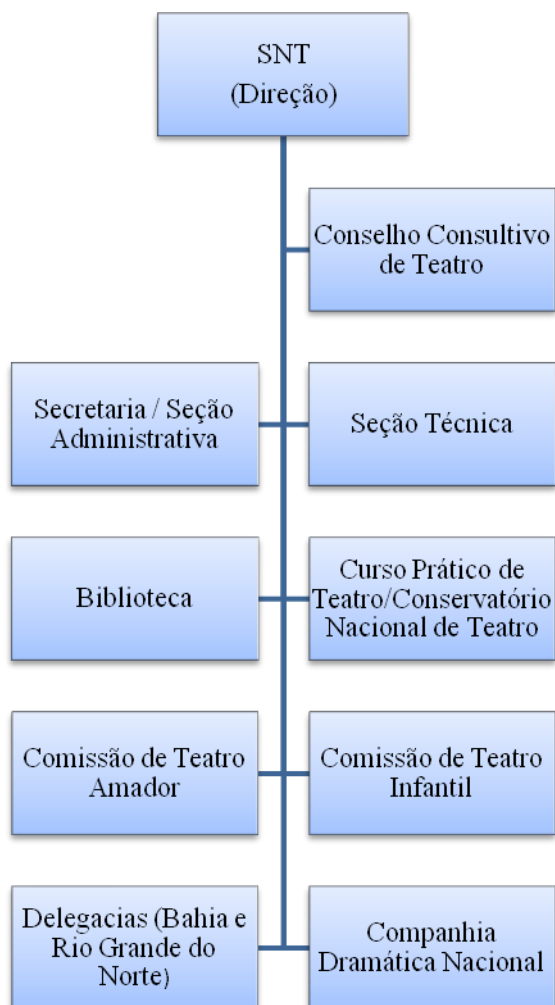 SNT
(Direção)
Conselho Consultivo
de Teatro
Secretaria / Seção
Administrativa
Seção Técnica
Biblioteca
Curso Prático de
Teatro/Conservatório
Nacional de Teatro
Comissão de Teatro
Amador
Comissão de Teatro
Infantil
Delegacias (Bahia e
Rio Grande do
Norte)
Companhia
Dramática Nacional